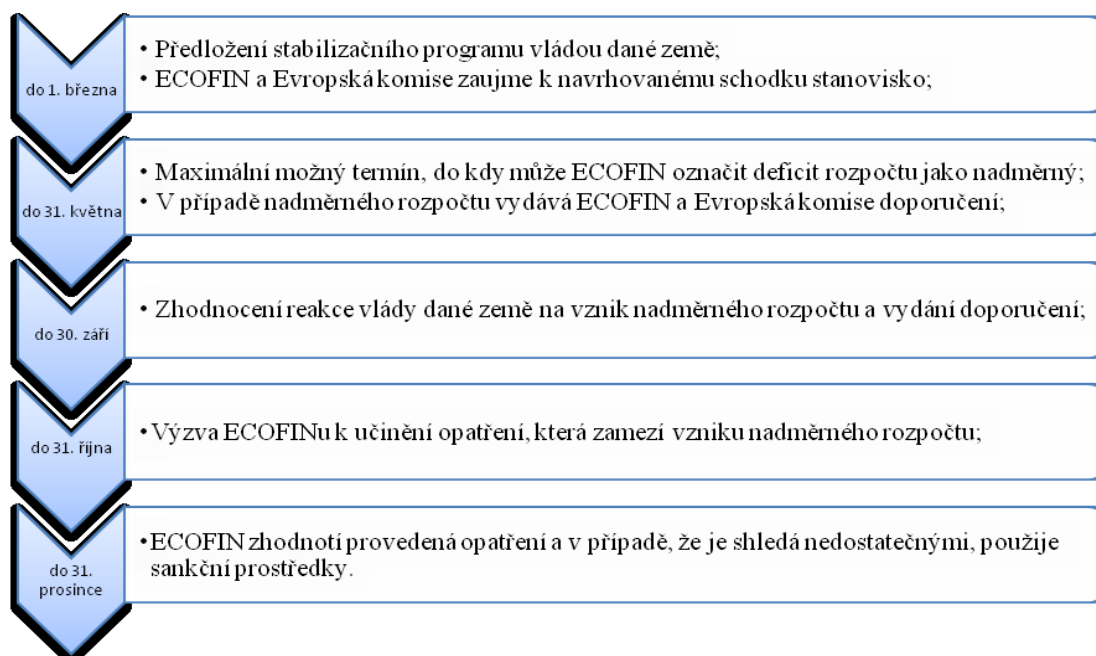 do 1. března
• Předložení stabilizačního programu vládou dané země;
• ECOFIN a Evropská komise zaujme k navrhovanému schodku stanovisko;
do 31. května
• Maximální možný termín, do kdy může ECOFIN označit deficit rozpočtu jako nadměrný;
• V případě nadměrného rozpočtu vydává ECOFIN a Evropská komise doporučení;
do 30. září
• Zhodnocení reakce vlády dané země na vznik nadměrného rozpočtu a vydání doporučení;
do 31. října
• Výzva ECOFINu k učinění opatření, která zamezí vzniku nadměrného rozpočtu;
do 31.
prosince
• ECOFIN zhodnotí provedená opatření a v případě, že je shledá nedostatečnými, použije
sankční prostředky.